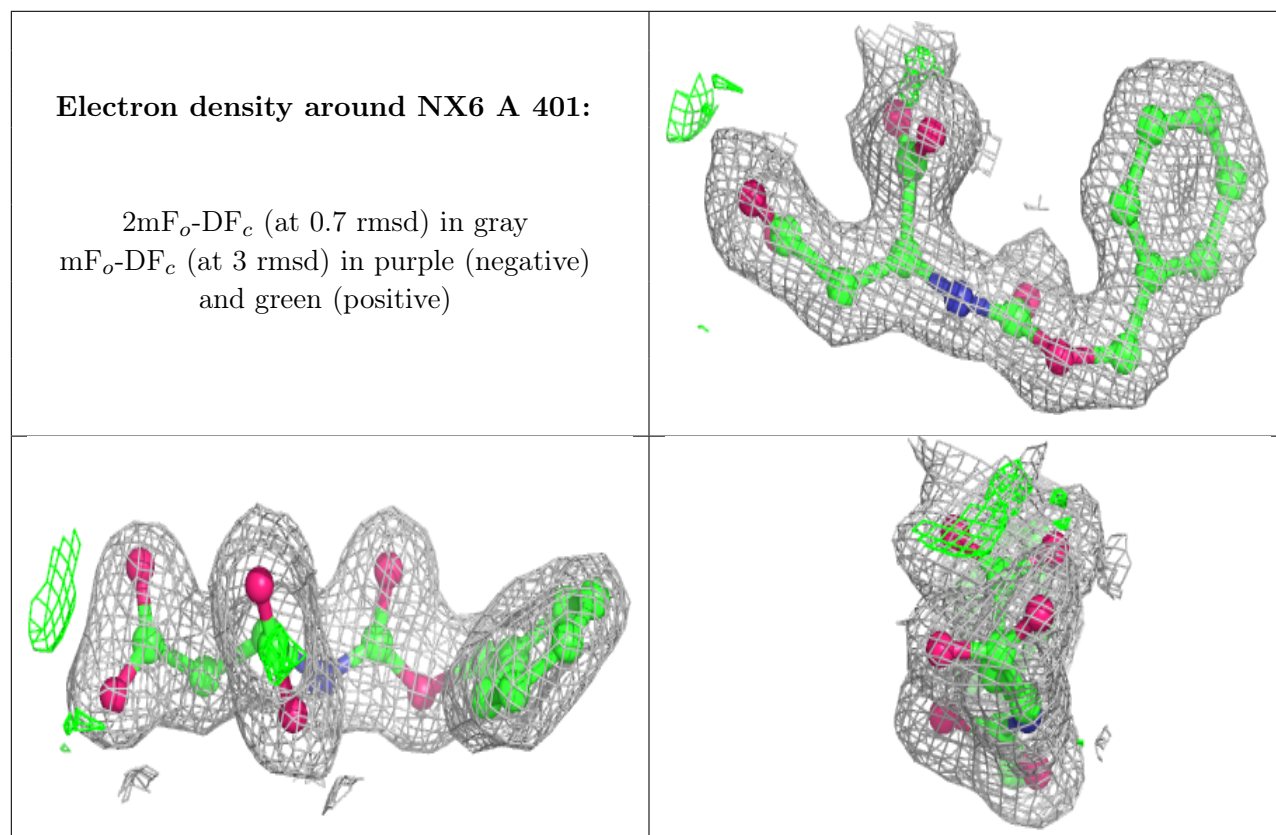 Electron density around NX6 A 401:
2mFo-DFc (at 0.7 rmsd) in gray
mFo-DFc (at 3 rmsd) in purple (negative)
and green (positive)